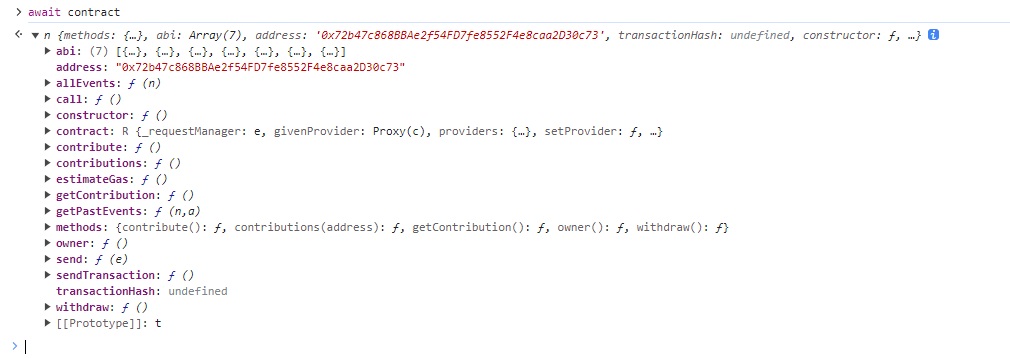 > await contract
n {methods: {…}, abi: Array(7), address: '0x72b47c868BBAe2f54FD7fe8552F4e8caa2D30c73', transactionHash: undefined, constructor: ƒ, …} i
abi: (7) [{…}, {…}, {…}, {…}, {…}, {…}, {…}]
address: "0x72b47c868BBAe2f54FD7fe8552F4e8caa2D30c73"
allEvents: ƒ (n)
call: ƒ ()
constructor: ƒ ()
contract: R {_requestManager: e, givenProvider: Proxy(c), providers: {…}, setProvider: ƒ, …}
contribute: ƒ ()
contributions: ƒ ()
estimateGas: ƒ ()
getContribution: ƒ ()
getPastEvents: ƒ (n,a)
methods: {contribute(): ƒ, contributions(address): ƒ, getContribution(): ƒ, owner(): ƒ, withdraw(): ƒ}
owner: ƒ ()
send: ƒ (e)
sendTransaction: ƒ ()
transactionHash: undefined
withdraw: ƒ ()
[[Prototype]]: t
>